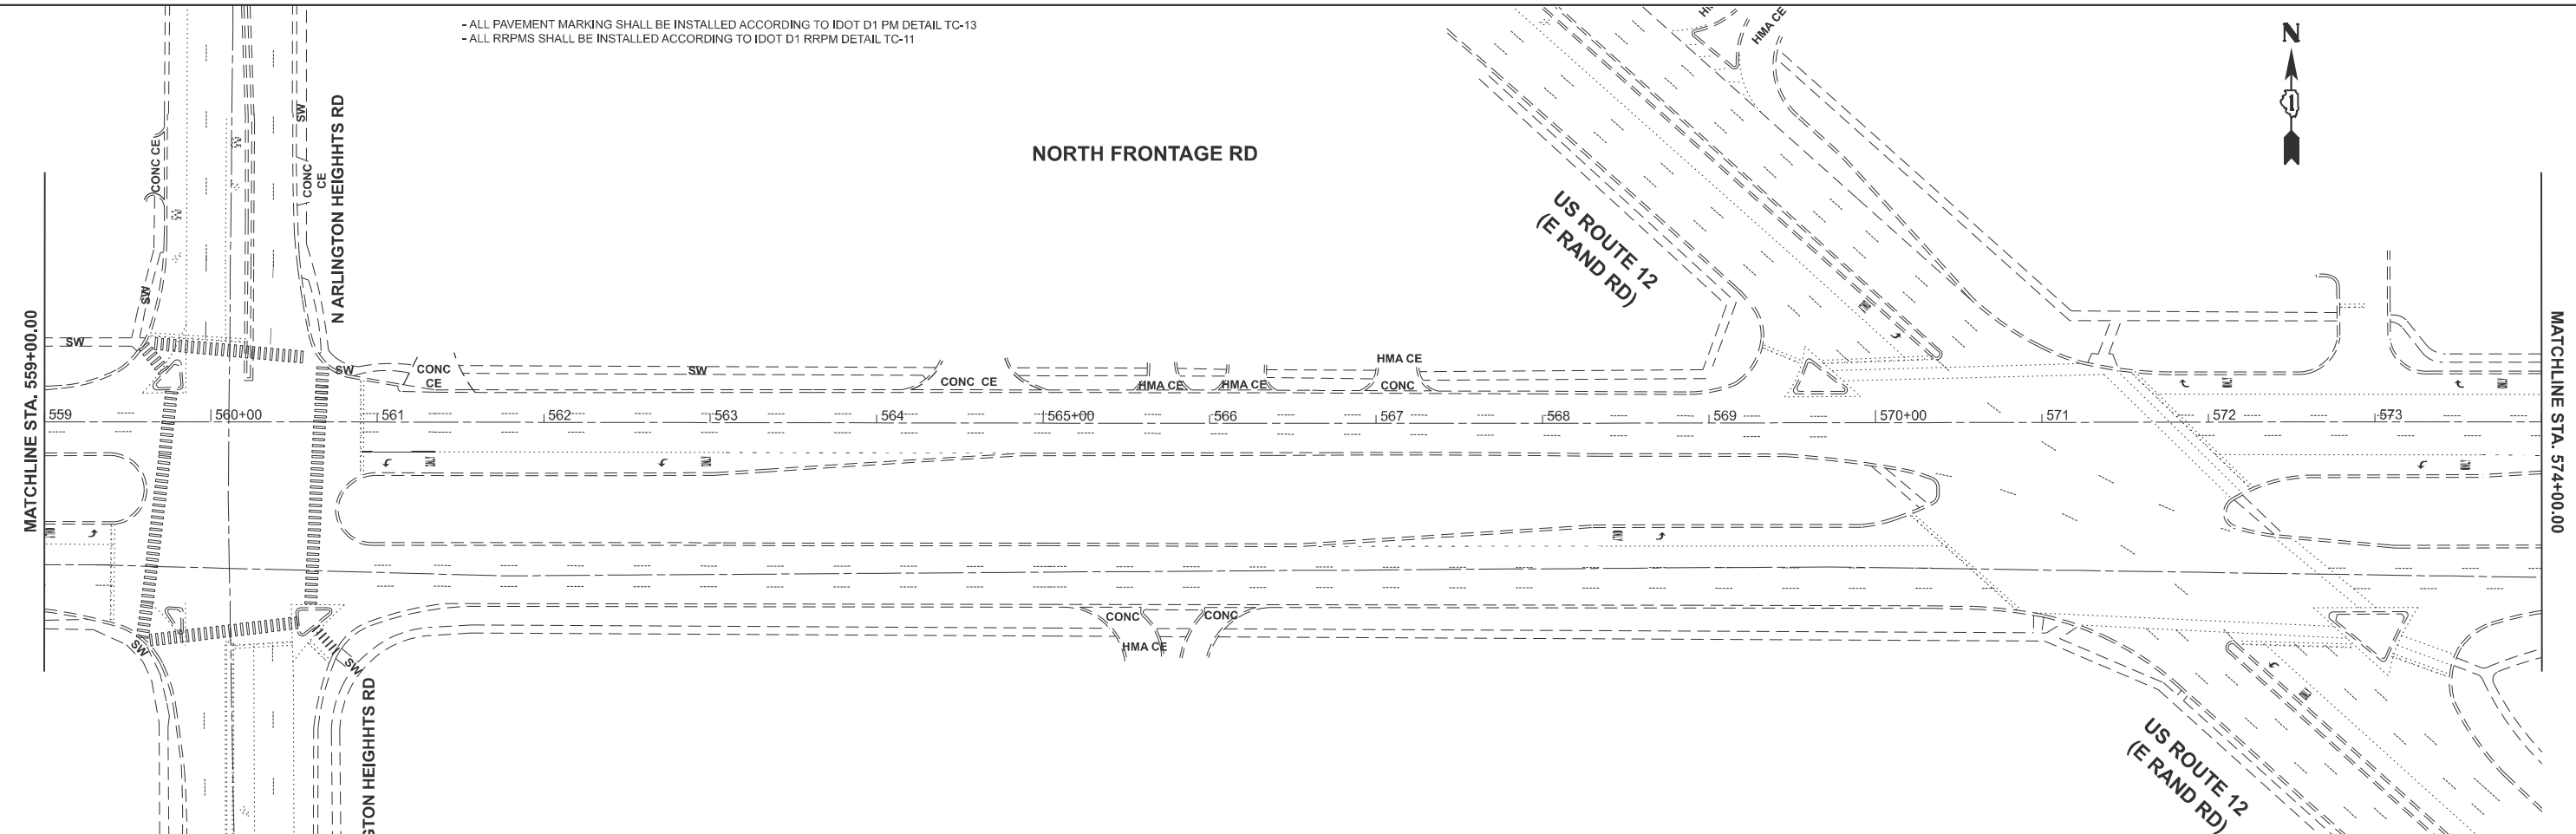 - ALL PAVEMENT MARKING SHALL BE INSTALLED ACCORDING TO IDOT D1 PM DETAIL TC-13
- ALL RRPMS SHALL BE INSTALLED ACCORDING TO IDOT D1 RRPM DETAIL TC-11
HMA CE
N
1
CONC CE
SW
CONC
CE
N ARLINGTON HEIGHHTS RD
NORTH FRONTAGE RD
US ROUTE 12
(E RAND RD)
MATCHLINE STA. 559+00.00
MATCHLINE STA. 574+00.00
SW
SW
SW
CONC
CE
SW
CONC CE
HMA CE
HMA CE
HMA CE
CONC
559
560+00
561
562
563
564
565+00
566
567
568
569
570+00
571
572
573
CONC
CONC
HMA CE
SW
SW
GTON HEIGHHTS RD
US ROUTE 12
(E RAND RD)